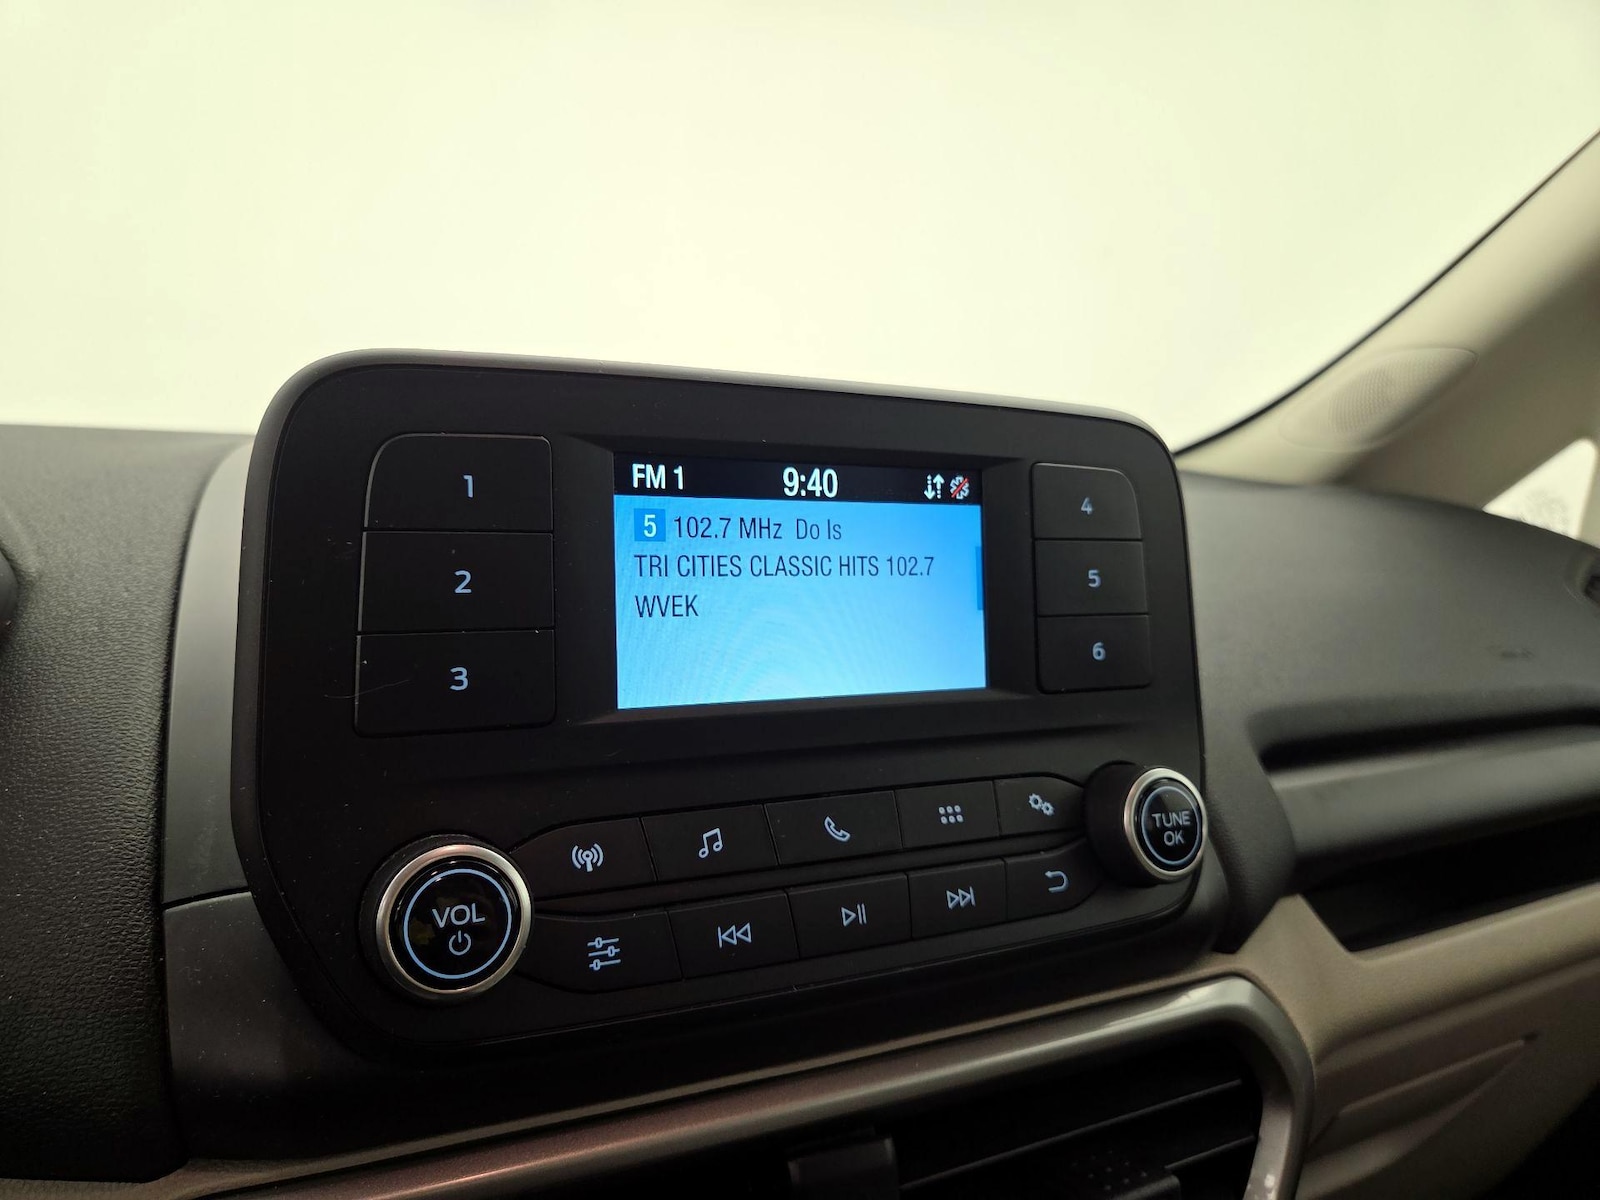 FM 1 9:40
5 102.7 MHz Do Is
TRI CITIES CLASSIC HITS 102.7
WVEK
1
2
3
4
5
6
VOL
TUNE
OK